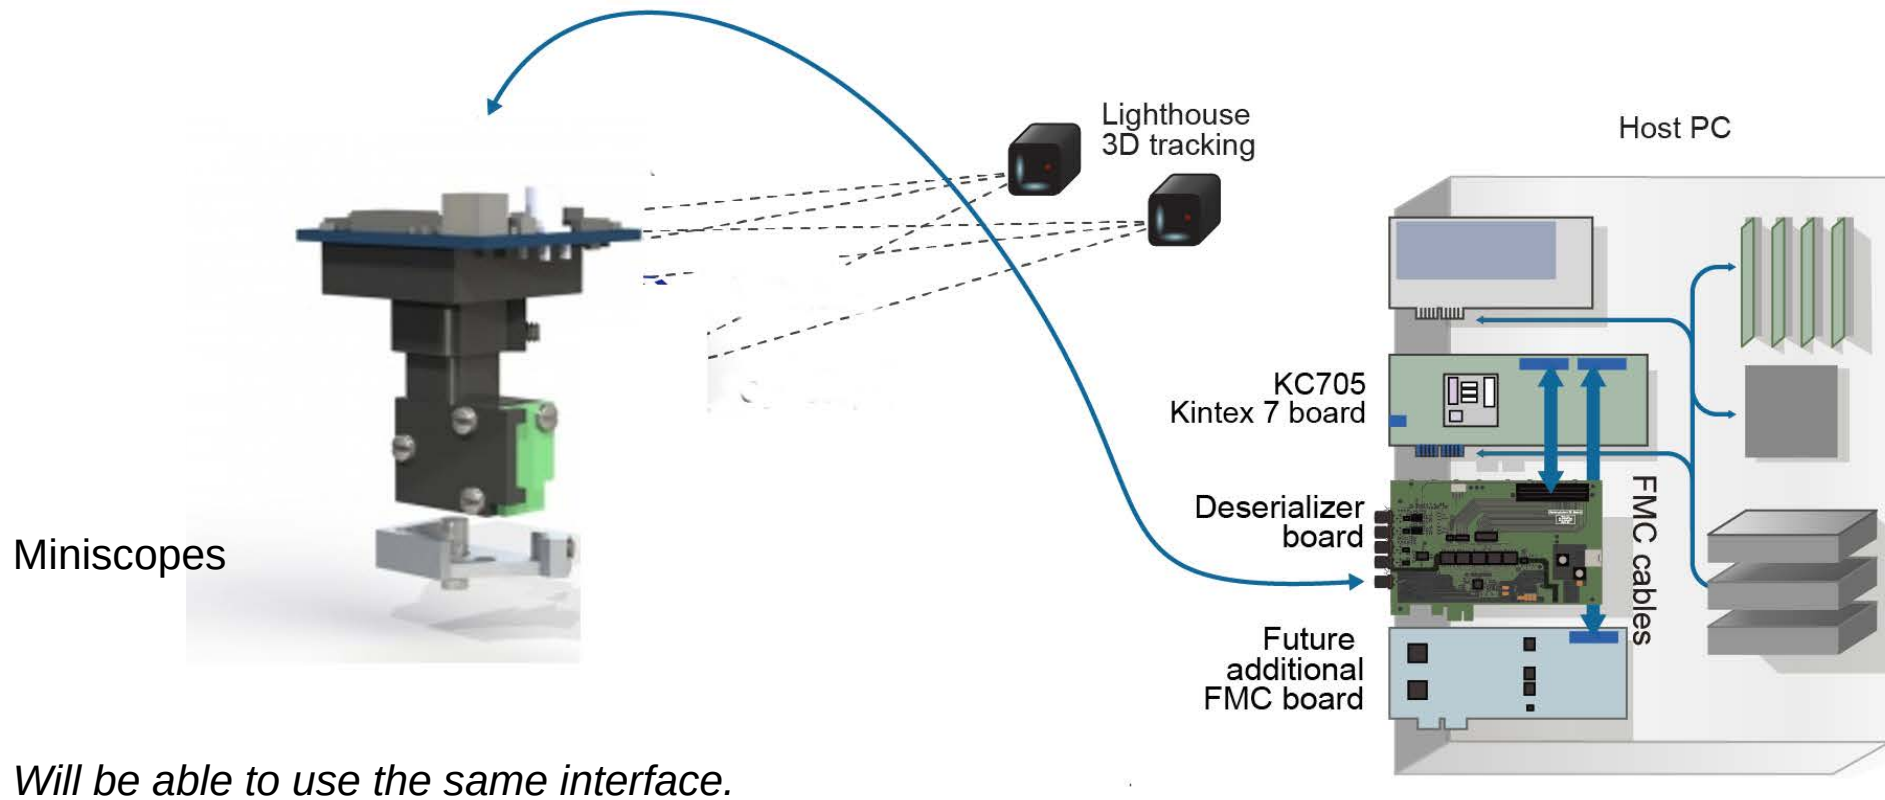 Lighthouse
3D tracking
Host PC
KC705
Kintex 7 board
Deserializer
board
FMC cables
Miniscopes
Future
additional
FMC board
Will be able to use the same interface.